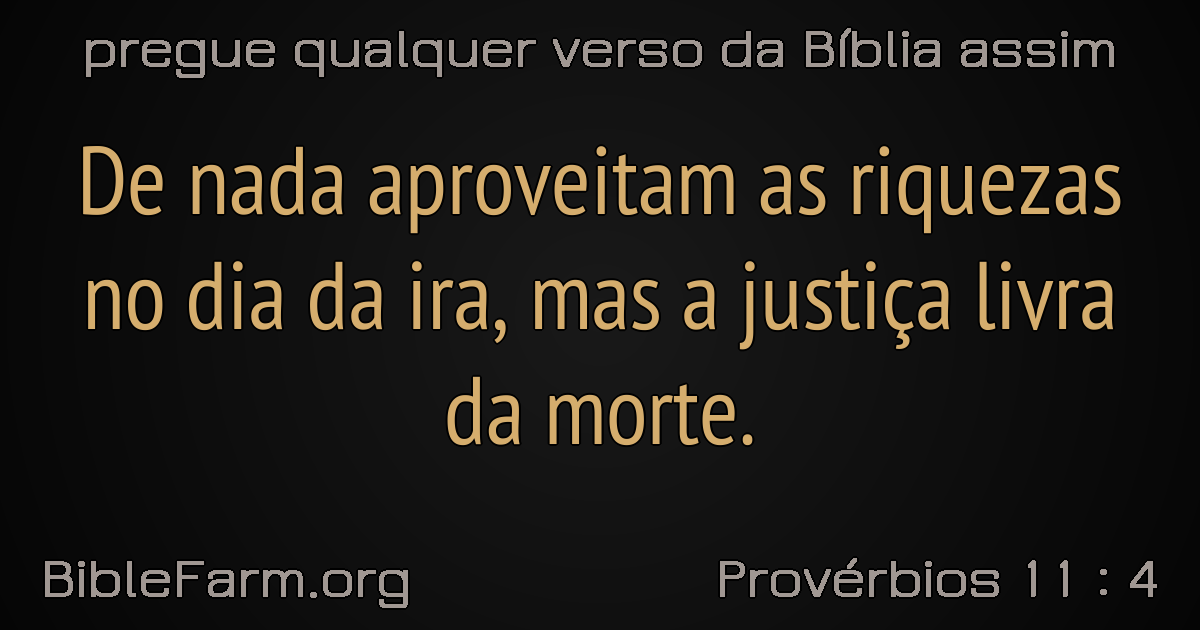 pregue qualquer verso da Bíblia assim
De nada aproveitam as riquezas
no dia da ira, mas a justiça livra
da morte.
BibleFarm.org
Provérbios 11 : 4